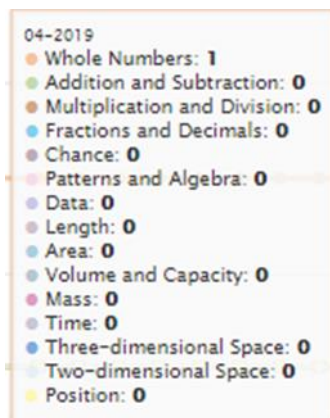 04-2019
Whole Numbers: 1
Addition and Subtraction: 0
Multiplication and Division: 0
Fractions and Decimals: 0
Chance: 0
Patterns and Algebra: 0
Data: 0
Length: 0
Area: 0
Volume and Capacity: 0
Mass: 0
Time: 0
Three-dimensional Space: 0
Two-dimensional Space: 0
Position: 0